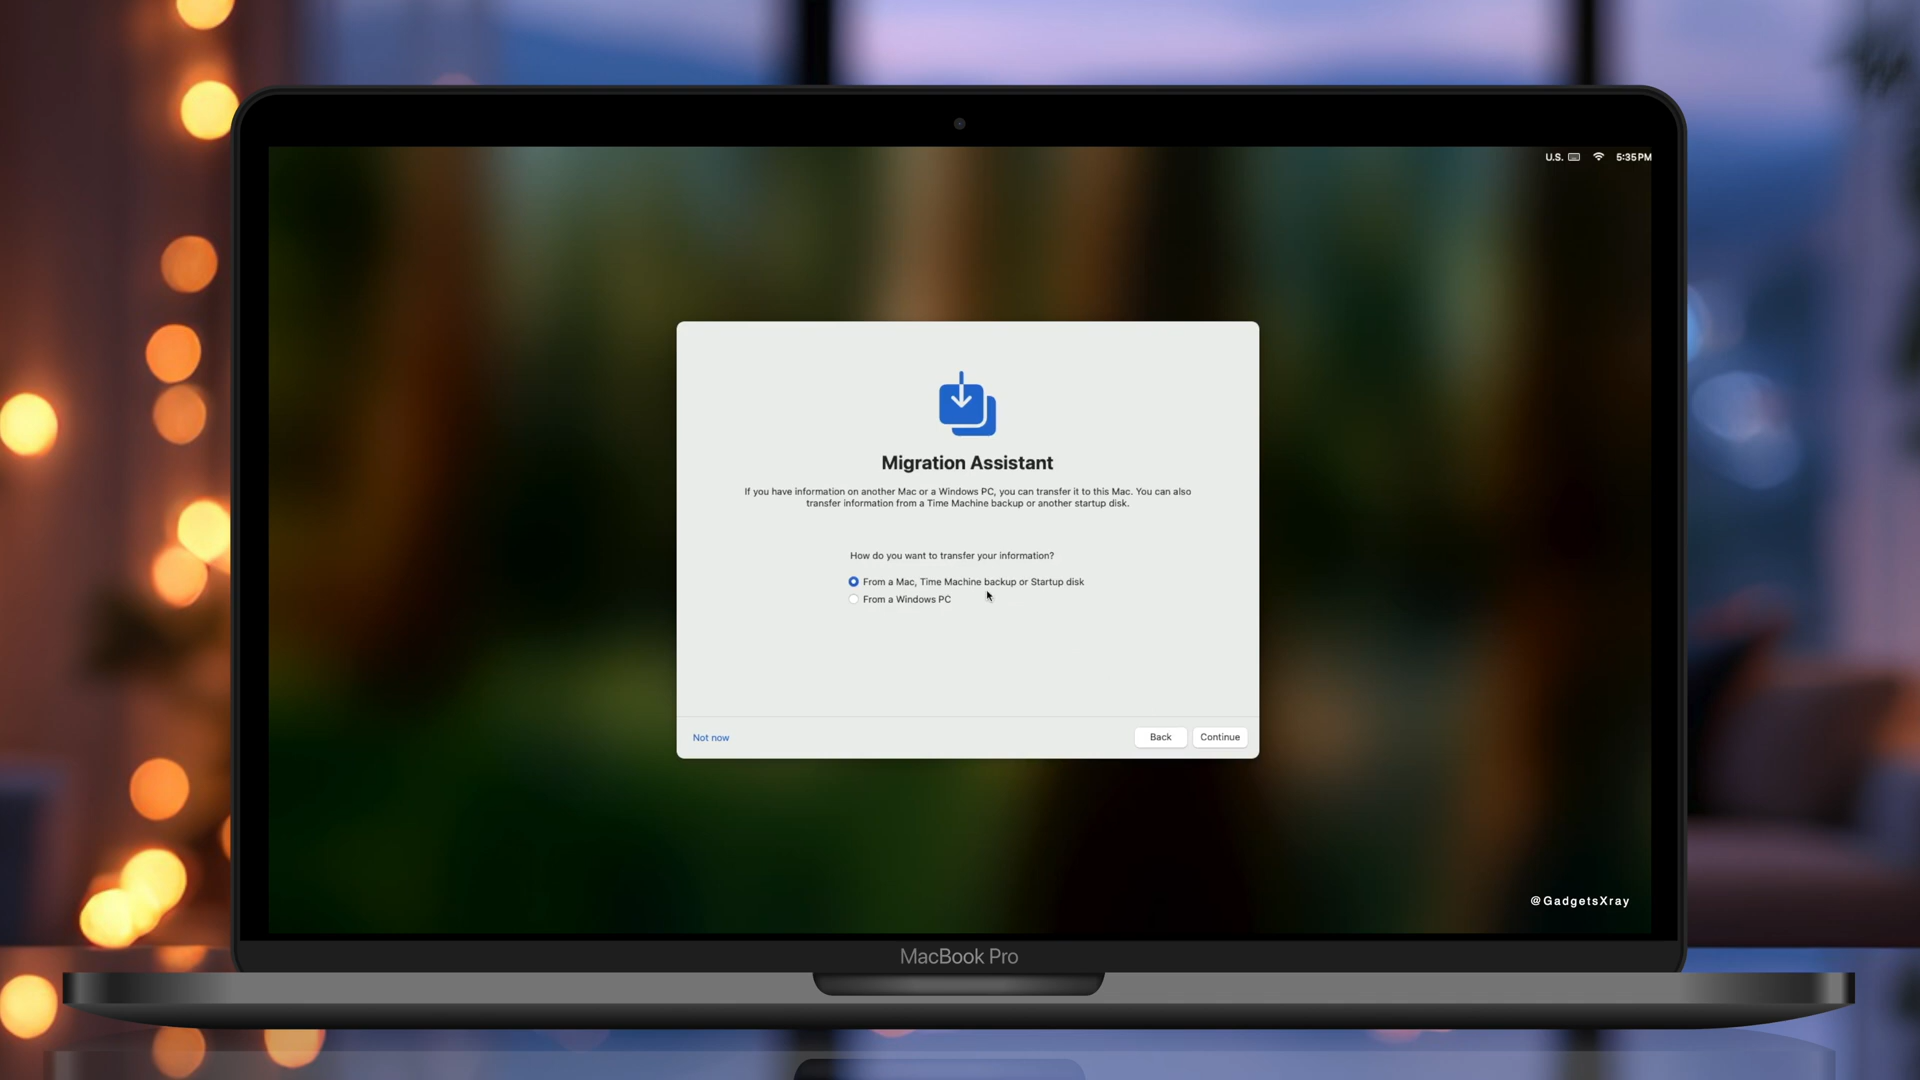 U.S. 5:35PM
Migration Assistant
If you have information on another Mac or a Windows PC, you can transfer it to this Mac. You can also
transfer information from a Time Machine backup or another startup disk.
How do you want to transfer your information?
From a Mac, Time Machine backup or Startup disk
From a Windows PC
Not now
Back Continue
@GadgetsXray
MacBook Pro